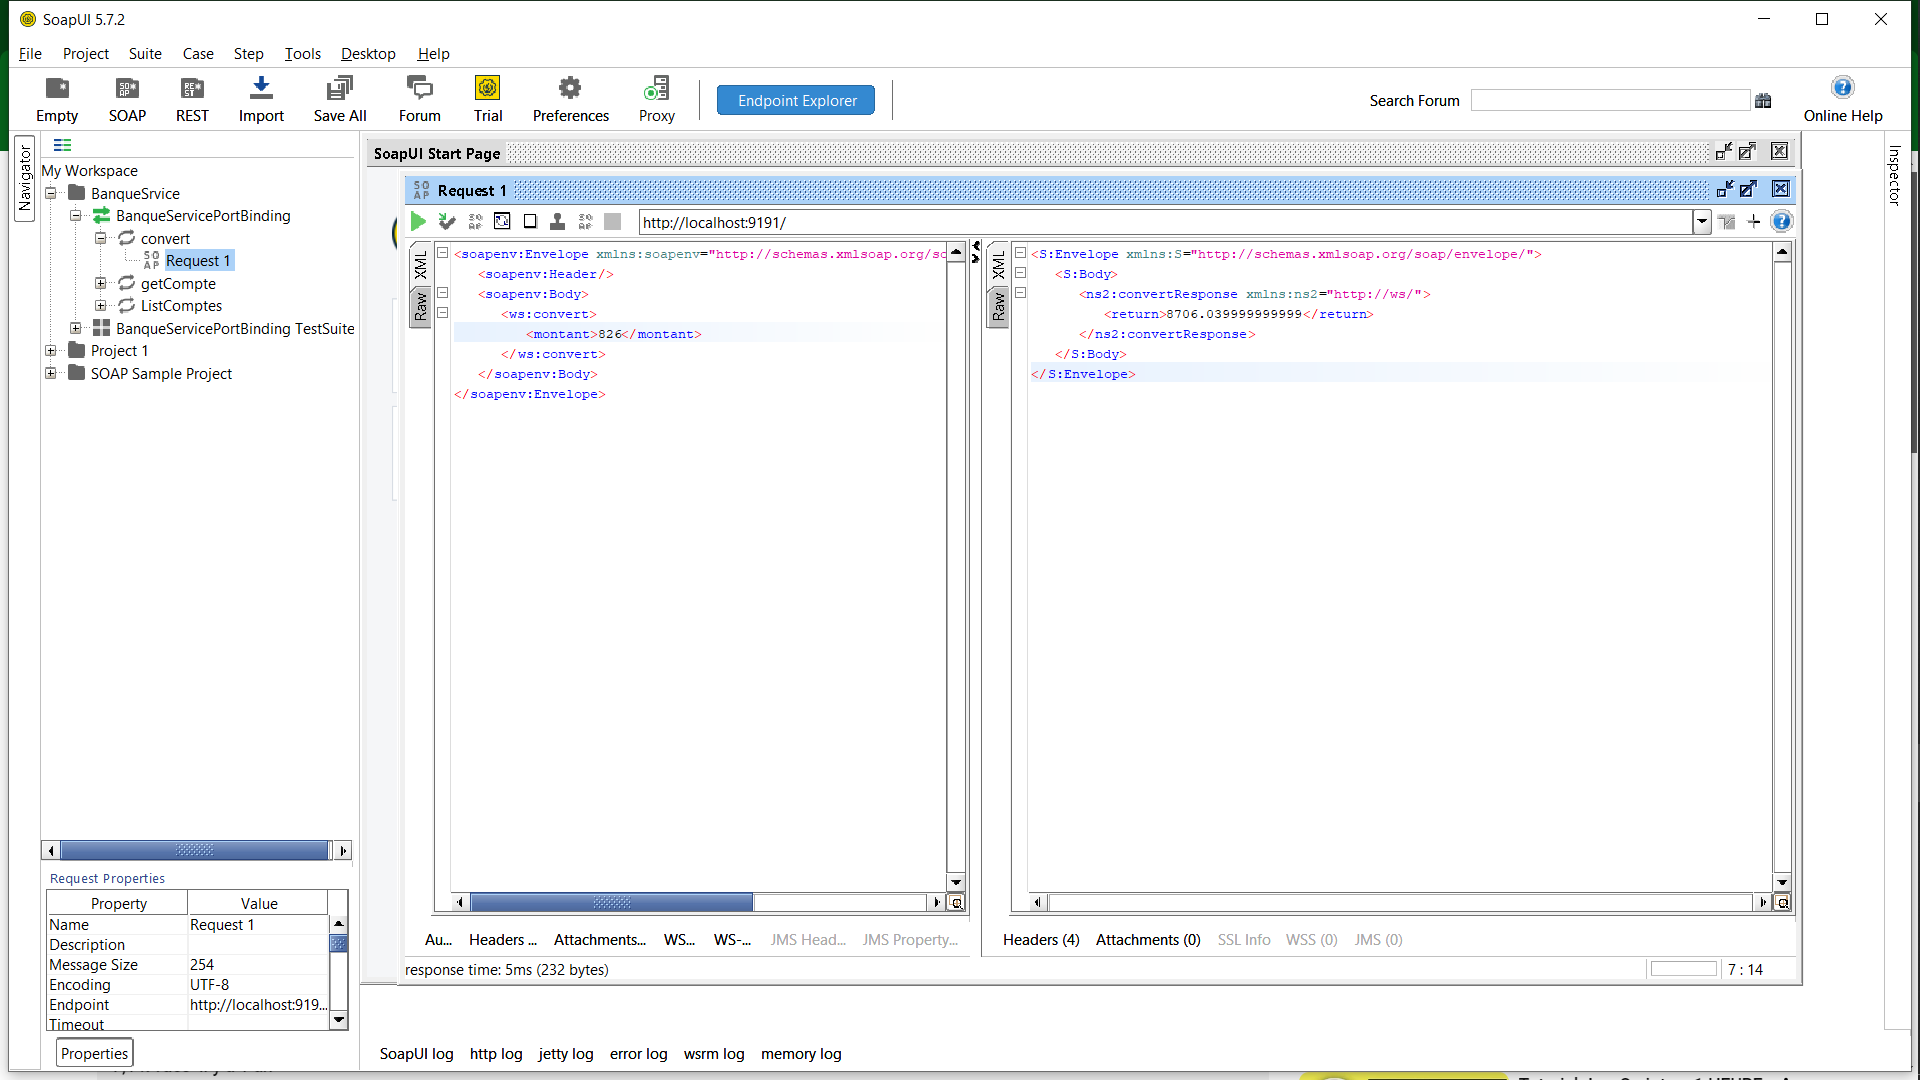 SoapUI 5.7.2
File Project Suite Case Step Tools Desktop Help
Empty SOAP REST Import Save All Forum Trial Preferences Proxy Endpoint Explorer Search Forum Online Help
Navigator
My Workspace
BanqueSrvice
BanqueServicePortBinding
convert
Request 1
getCompte
ListComptes
BanqueServicePortBinding TestSuite
Project 1
SOAP Sample Project
Request Properties
Property Value
Name Request 1
Description
Message Size 254
Encoding UTF-8
Endpoint http://localhost:919...
Timeout
Properties
SoapUI Start Page
Request 1
http://localhost:9191/
XML
Raw
<soapenv:Envelope xmlns:soapenv="http://schemas.xmlsoap.org/so
<soapenv:Header/>
<soapenv:Body>
<ws:convert>
<montant>826</montant>
</ws:convert>
</soapenv:Body>
</soapenv:Envelope>
Au... Headers ... Attachments... WS... WS-... JMS Head... JMS Property...
XML
Raw
<S:Envelope xmlns:S="http://schemas.xmlsoap.org/soap/envelope/">
<S:Body>
<ns2:convertResponse xmlns:ns2="http://ws/">
<return>8706.039999999999</return>
</ns2:convertResponse>
</S:Body>
</S:Envelope>
Headers (4) Attachments (0) SSL Info WSS (0) JMS (0)
response time: 5ms (232 bytes)
7 : 14
Inspector
SoapUI log http log jetty log error log wsrm log memory log